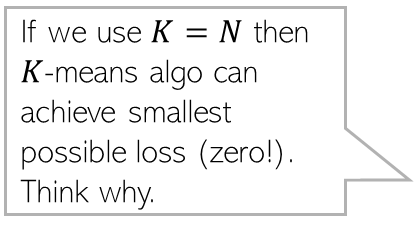 If we use K = N then
K-means algo can
achieve smallest
possible loss (zero!).
Think why.